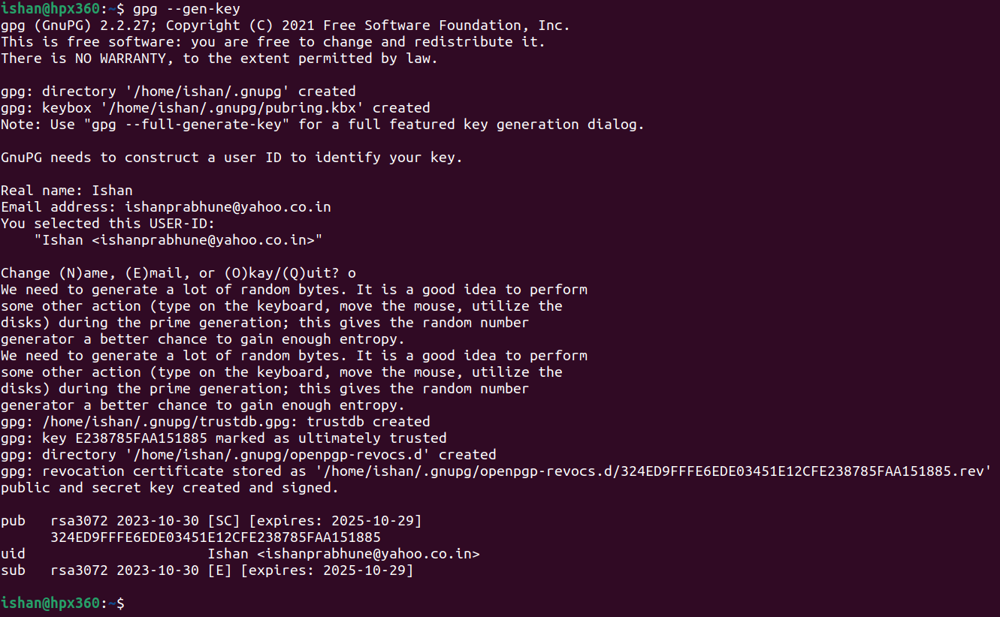 ishan@hpx360:~$ gpg --gen-key
gpg (GnuPG) 2.2.27; Copyright (C) 2021 Free Software Foundation, Inc.
This is free software: you are free to change and redistribute it.
There is NO WARRANTY, to the extent permitted by law.

gpg: directory '/home/ishan/.gnupg' created
gpg: keybox '/home/ishan/.gnupg/pubring.kbx' created
Note: Use "gpg --full-generate-key" for a full featured key generation dialog.

GnuPG needs to construct a user ID to identify your key.

Real name: Ishan
Email address: ishanprabhune@yahoo.co.in
You selected this USER-ID:
    "Ishan <ishanprabhune@yahoo.co.in>"

Change (N)ame, (E)mail, or (O)kay/(Q)uit? o
We need to generate a lot of random bytes. It is a good idea to perform
some other action (type on the keyboard, move the mouse, utilize the
disks) during the prime generation; this gives the random number
generator a better chance to gain enough entropy.
We need to generate a lot of random bytes. It is a good idea to perform
some other action (type on the keyboard, move the mouse, utilize the
disks) during the prime generation; this gives the random number
generator a better chance to gain enough entropy.
gpg: /home/ishan/.gnupg/trustdb.gpg: trustdb created
gpg: key E238785FAA151885 marked as ultimately trusted
gpg: directory '/home/ishan/.gnupg/openpgp-revocs.d' created
gpg: revocation certificate stored as '/home/ishan/.gnupg/openpgp-revocs.d/324ED9FFFE6EDE03451E12CFE238785FAA151885.rev'
public and secret key created and signed.

pub   rsa3072 2023-10-30 [SC] [expires: 2025-10-29]
      324ED9FFFE6EDE03451E12CFE238785FAA151885
uid                      Ishan <ishanprabhune@yahoo.co.in>
sub   rsa3072 2023-10-30 [E] [expires: 2025-10-29]

ishan@hpx360:~$